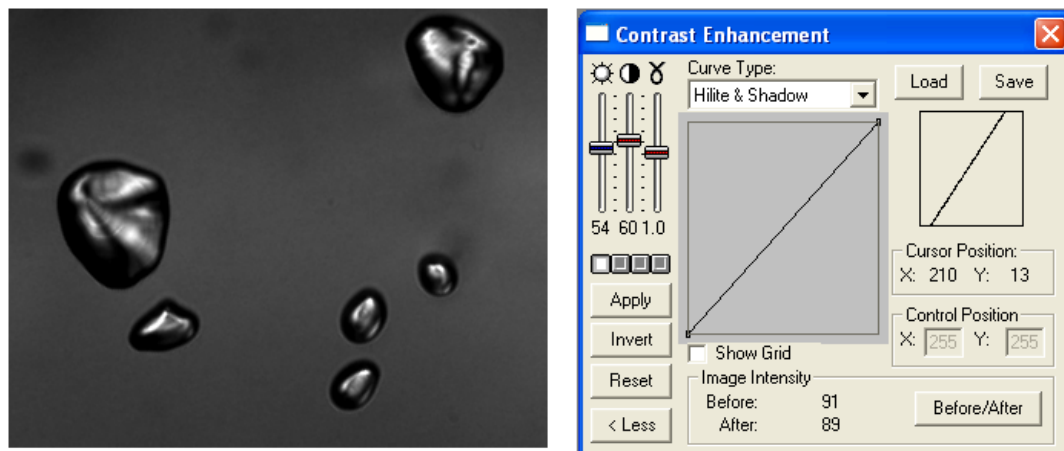 Contrast Enhancement
Curve Type:
Hilite & Shadow
Load
Save
54 60 1.0
Cursor Position:
X: 210 Y: 13
Apply
Control Position
X: 255 Y: 255
Invert
Show Grid
Reset
Image Intensity
Before: 91
After: 89
Before/After
< Less